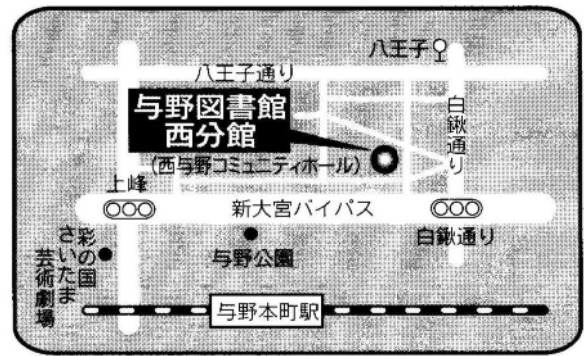 八王子
八王子通り
白鍬通り
与野図書館
西分館
(西与野コミュニティホール)
上峰
新大宮バイパス
白鍬通り
与野公園
彩の国
さいたま
芸術劇場
与野本町駅